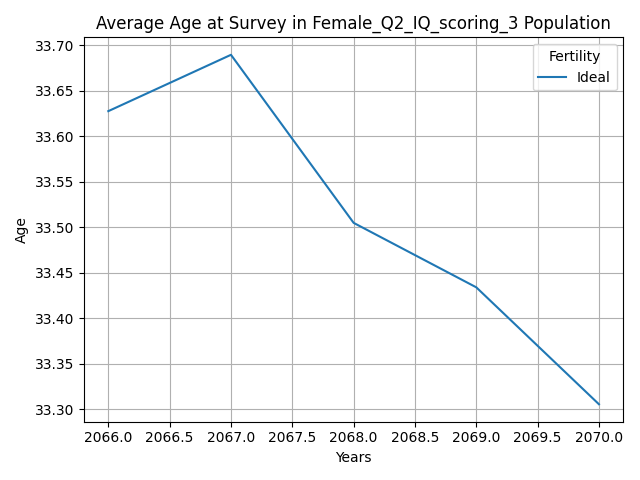 Average Age at Survey in Female_Q2_IQ_scoring_3 Population
Fertility
Ideal
33.70
33.65
33.60
33.55
33.50
33.45
33.40
33.35
33.30
Age
2066.0 2066.5 2067.0 2067.5 2068.0 2068.5 2069.0 2069.5 2070.0
Years